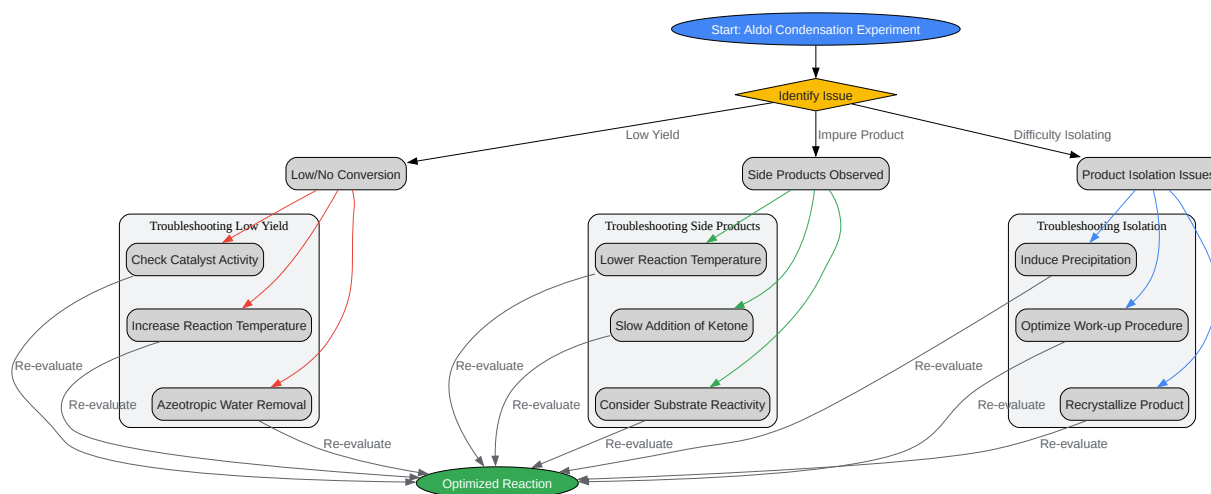 Start: Aldol Condensation Experiment
Identify Issue
Low Yield
Impure Product
Difficulty Isolating
Low/No Conversion
Side Products Observed
Product Isolation Issues
Troubleshooting Low Yield
Troubleshooting Side Products
Troubleshooting Isolation
Check Catalyst Activity
Lower Reaction Temperature
Induce Precipitation
Increase Reaction Temperature
Slow Addition of Ketone
Optimize Work-up Procedure
Re-evaluate
Re-evaluate
Re-evaluate
Re-evaluate
Azeotropic Water Removal
Re-evaluate
Consider Substrate Reactivity
Re-evaluate
Recrystallize Product
Re-evaluate
Re-evaluate
Re-evaluate
Optimized Reaction